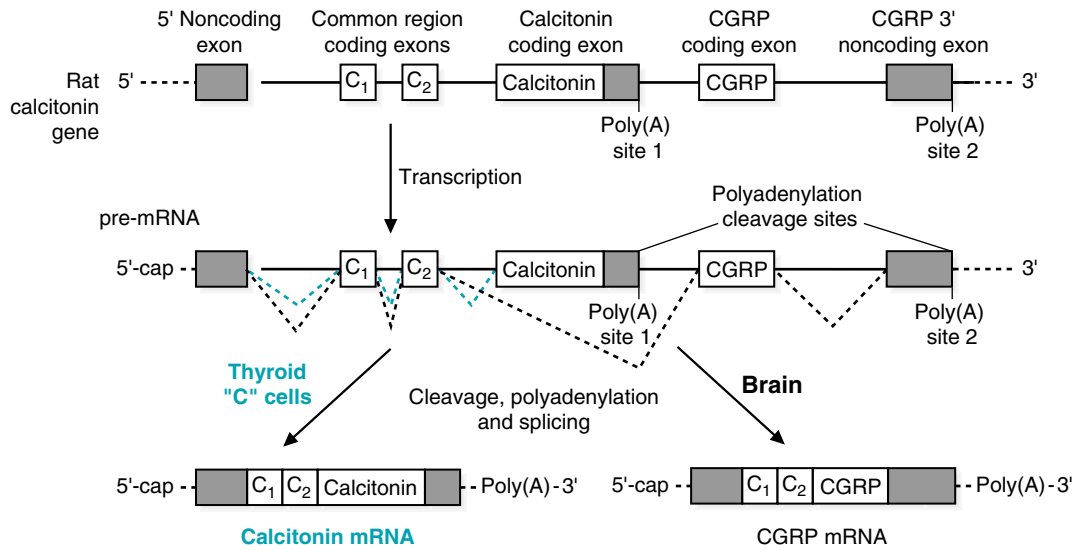 5' Noncoding
exon
Common region
coding exons
Calcitonin
coding exon
CGRP
coding exon
CGRP 3'
noncoding exon
Rat
calcitonin
gene
5'
C1
C2
Calcitonin
CGRP
3'
Poly(A)
site 1
Poly(A)
site 2
Transcription
Polyadenylation
cleavage sites
pre-mRNA
5'-cap
C1
C2
Calcitonin
CGRP
3'
Poly(A)
site 1
Poly(A)
site 2
Thyroid
"C" cells
Cleavage, polyadenylation
and splicing
Brain
5'-cap
C1
C2
Calcitonin
Poly(A)-3'
Calcitonin mRNA
5'-cap
C1
C2
CGRP
Poly(A)-3'
CGRP mRNA